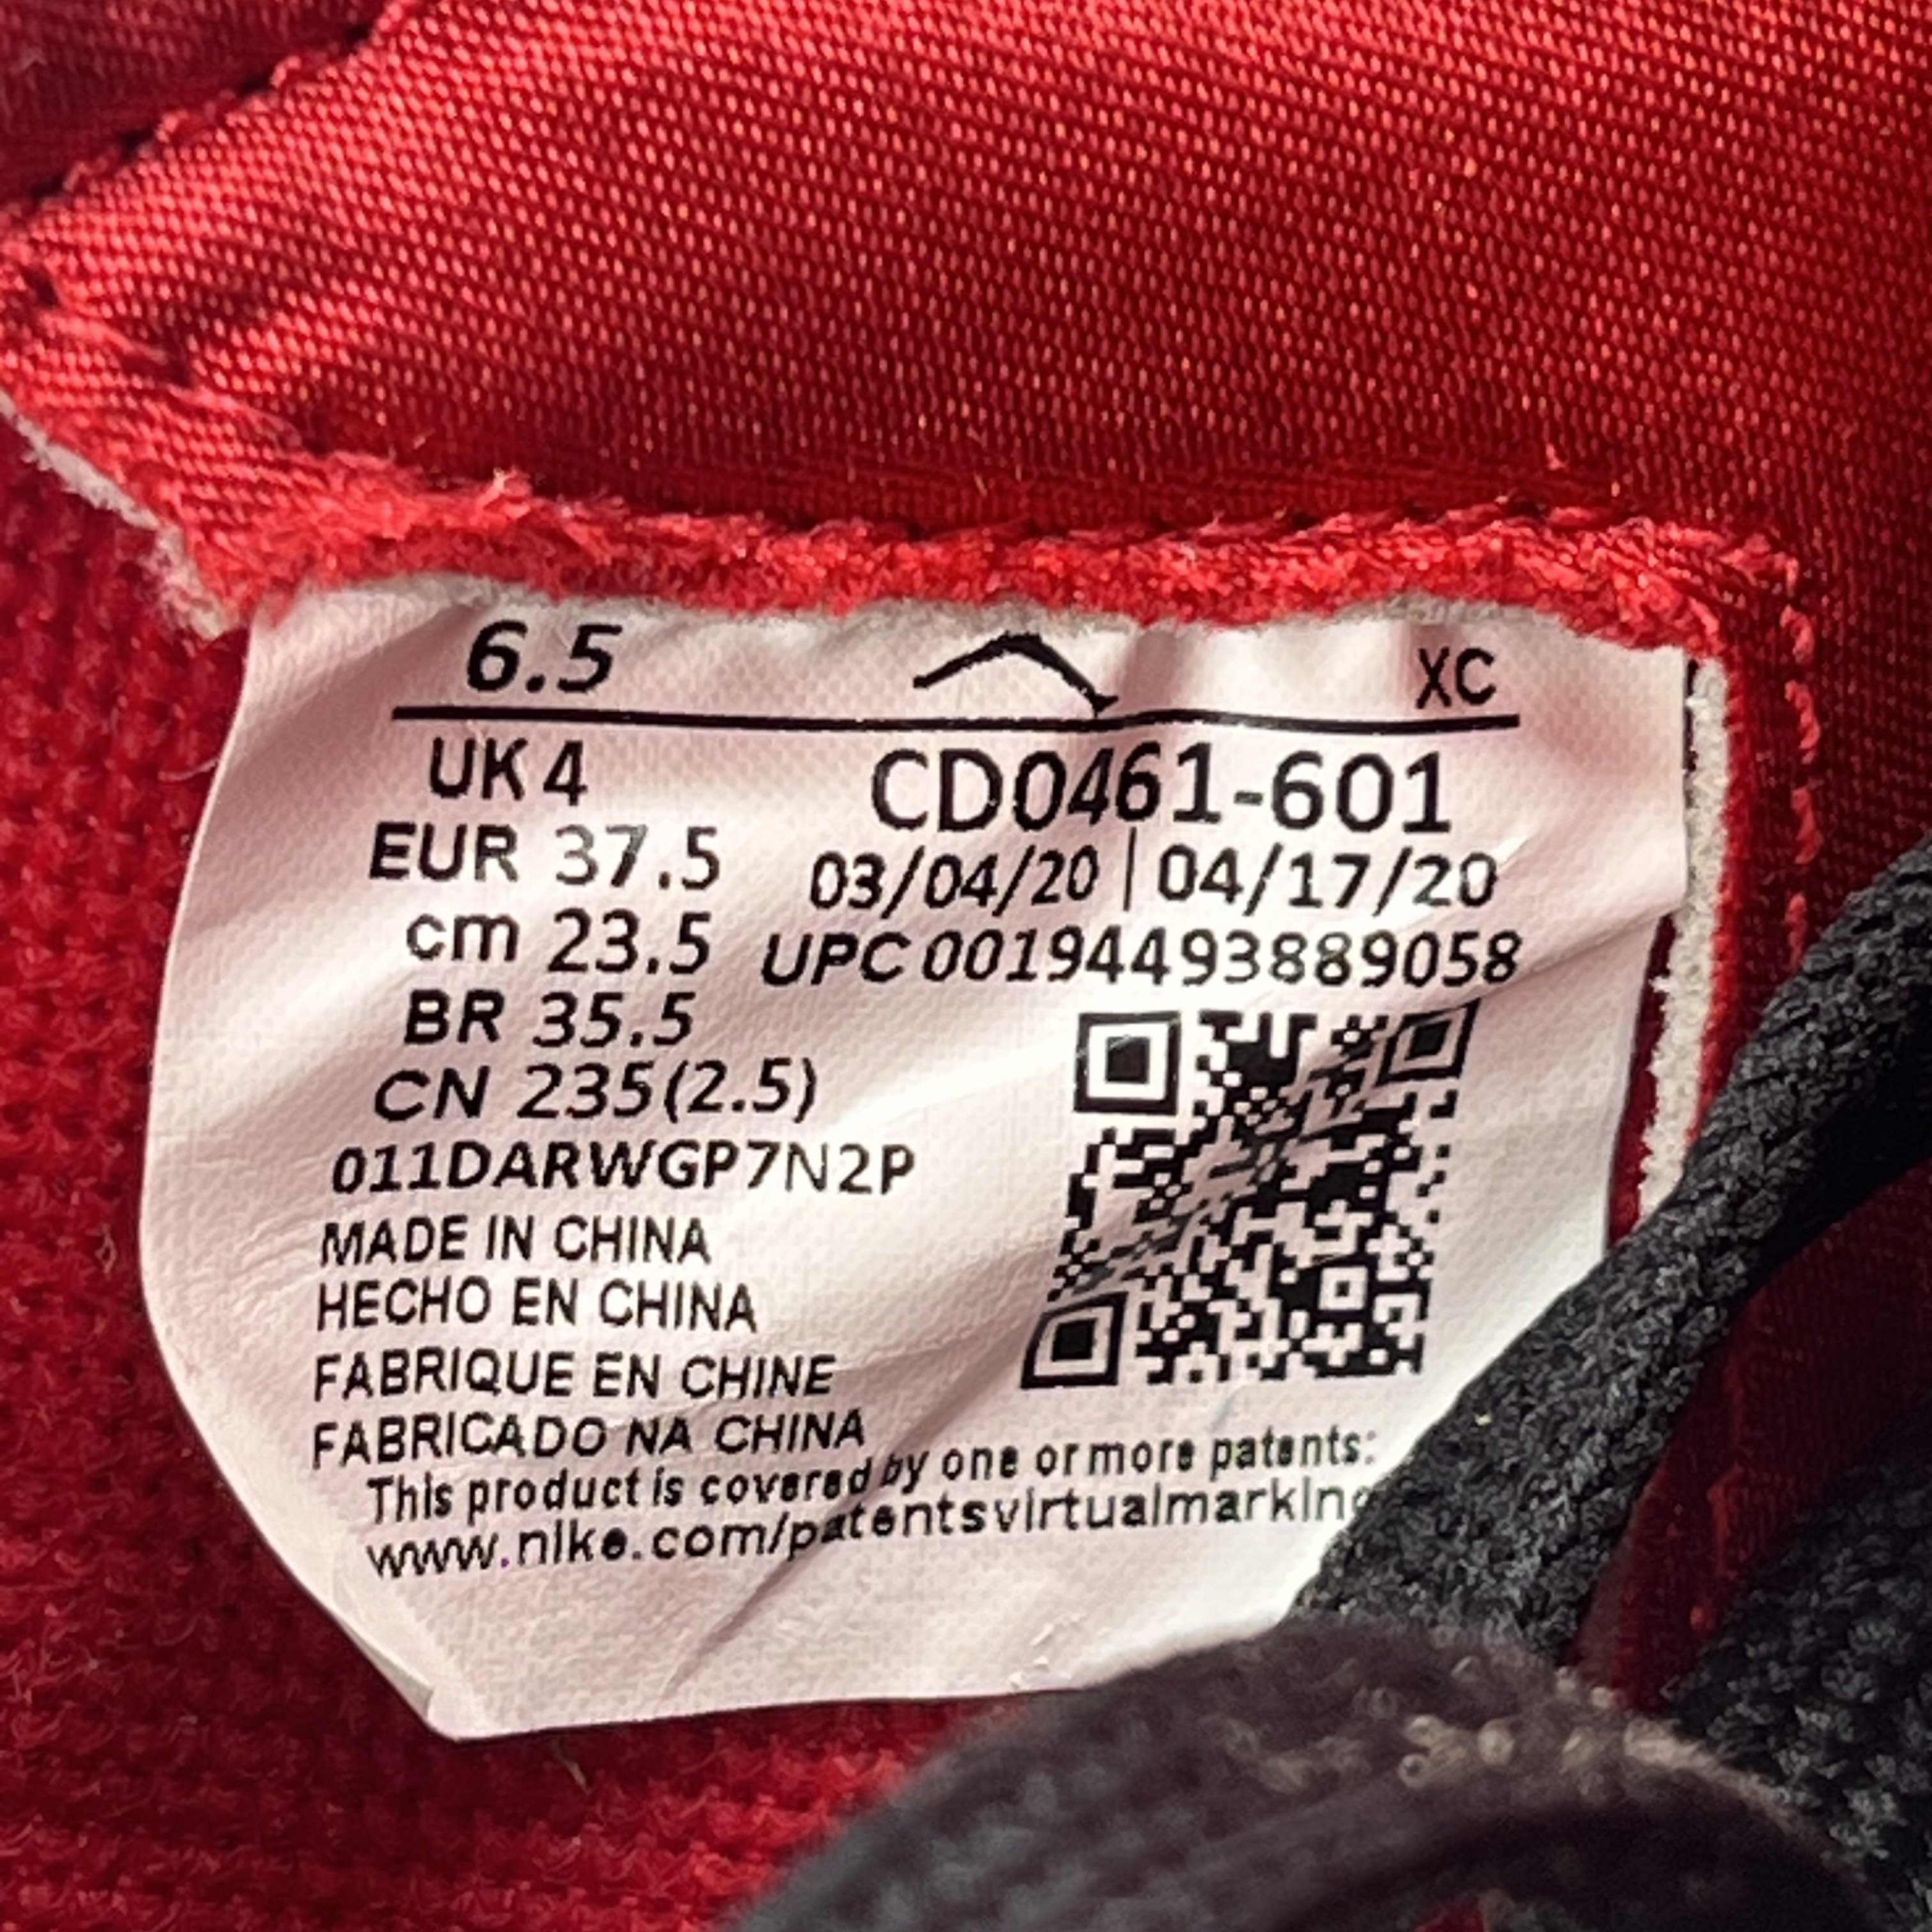 6.5 XC
UK 4 CD0461-601
EUR 37.5 03/04/20 | 04/17/20
cm 23.5 UPC 00194493889058
BR 35.5
CN 235(2.5)
011DARWGP7N2P
MADE IN CHINA
HECHO EN CHINA
FABRIQUE EN CHINE
FABRICADO NA CHINA
This product is covered by one or more patents:
www.nike.com/patentsvirtualmarking